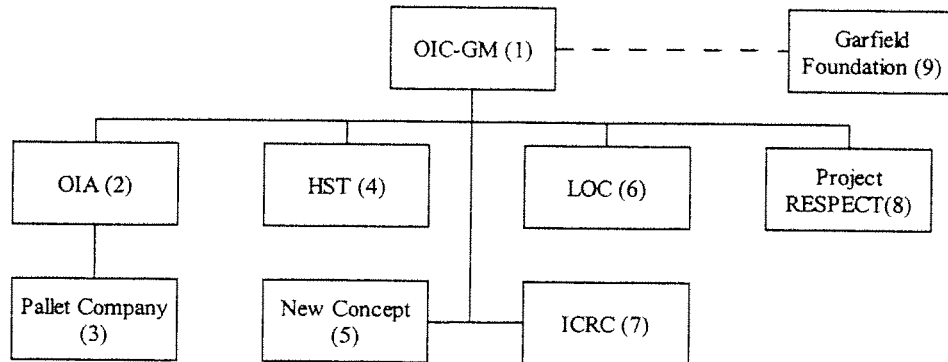 OIC-GM (1)
Garfield
Foundation (9)
OIA (2)
HST (4)
LOC (6)
Project
RESPECT(8)
Pallet Company
(3)
New Concept
(5)
ICRC (7)